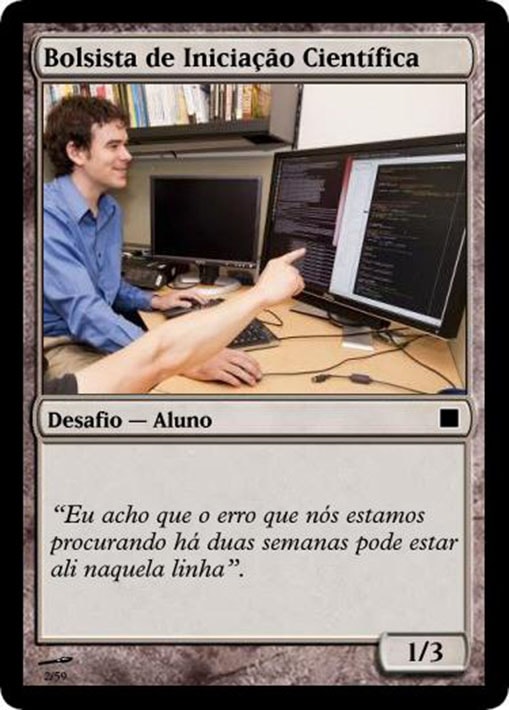 Bolsista de Iniciação Científica
Desafio — Aluno
“Eu acho que o erro que nós estamos
procurando há duas semanas pode estar
ali naquela linha”.
1/3
2/59